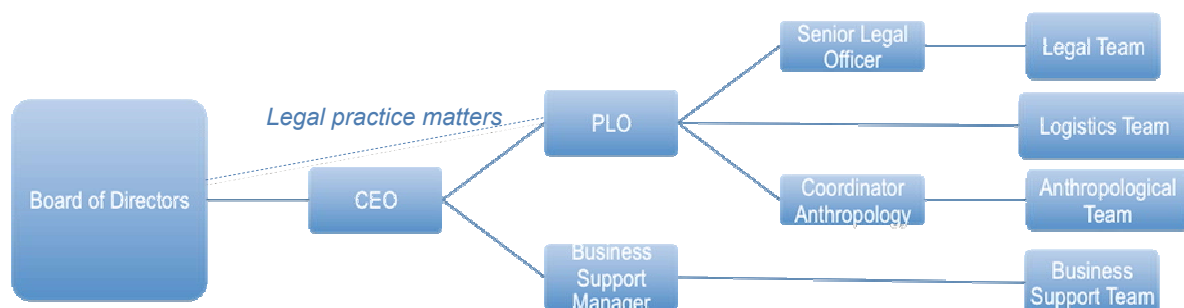 Senior Legal
Officer
Legal Team
Legal practice matters
PLO
Logistics Team
Board of Directors
CEO
Coordinator
Anthropology
Anthropological
Team
Business
Support
Manager
Business
Support Team